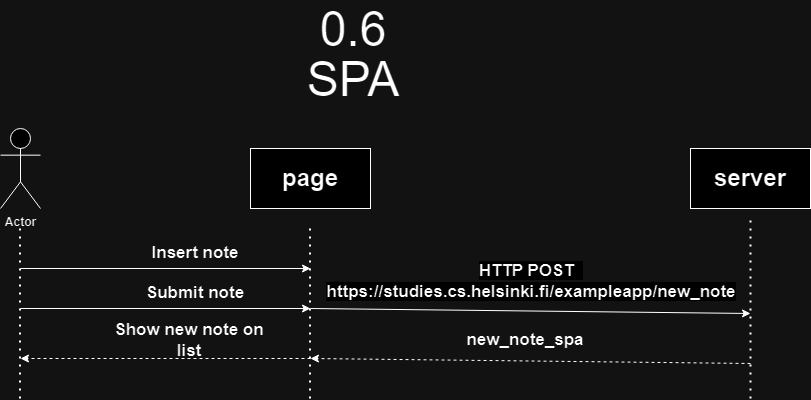 0.6
SPA
page
server
Actor
Insert note
HTTP POST
https://studies.cs.helsinki.fi/exampleapp/new_note
Submit note
Show new note on
list
new_note_spa